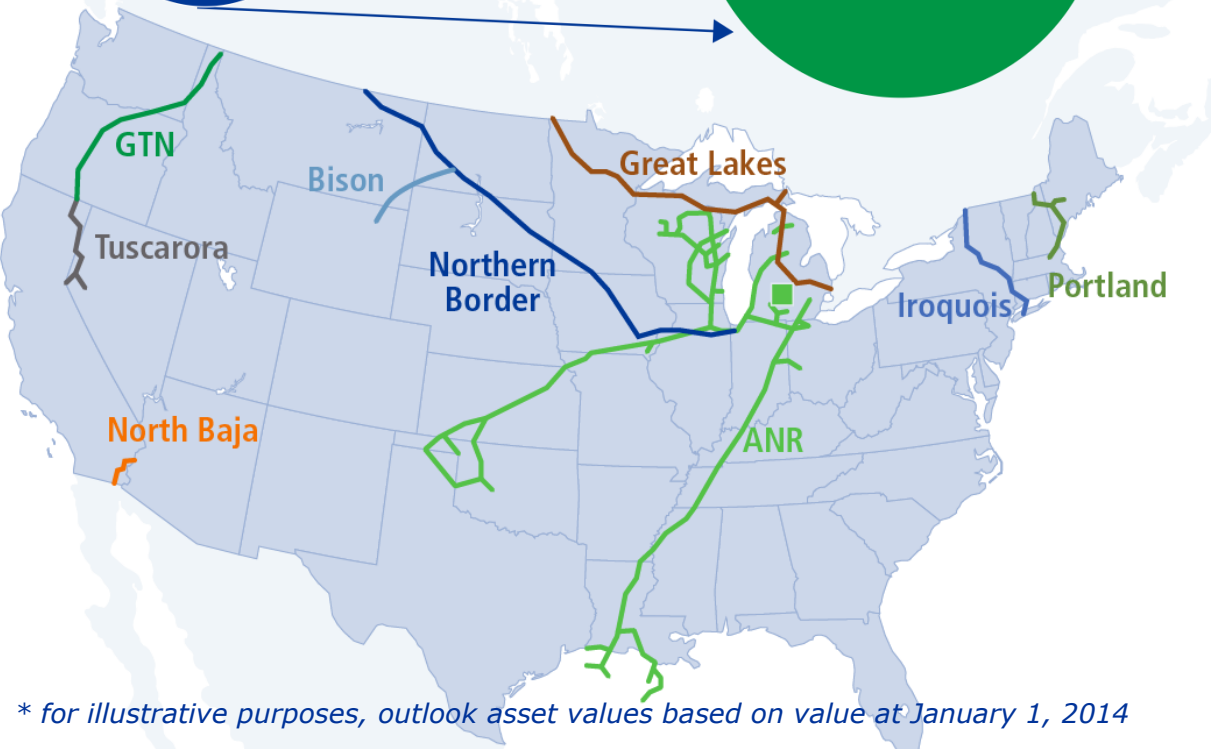 GTN
Great Lakes
Bison
Tuscarora
Northern
Border
Portland
Iroquois
North Baja
ANR
* for illustrative purposes, outlook asset values based on value at January 1, 2014